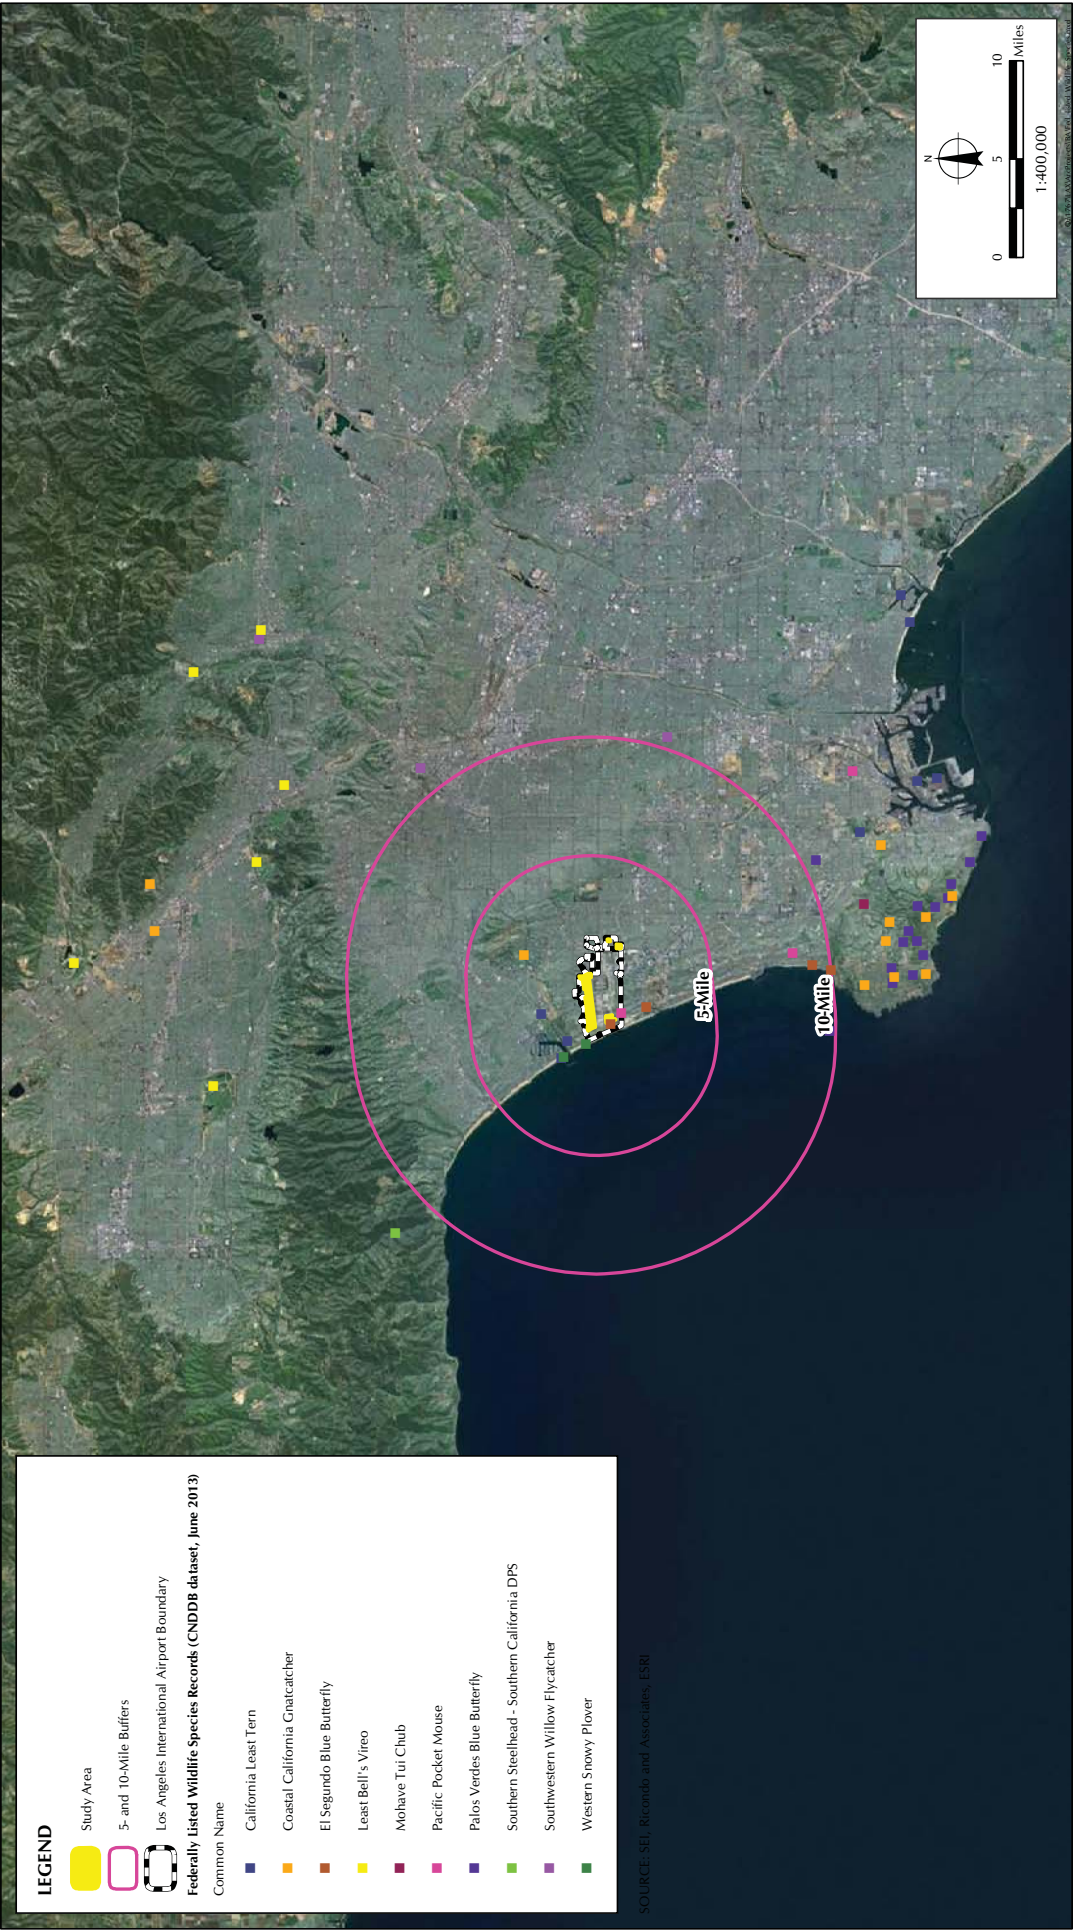 LEGEND
Study Area
5- and 10-Mile Buffers
Los Angeles International Airport Boundary
Federally Listed Wildlife Species Records (CNDDB dataset, June 2013)
Common Name
California Least Tern
Coastal California Gnatcatcher
El Segundo Blue Butterfly
Least Bell's Vireo
Mohave Tui Chub
Pacific Pocket Mouse
Palos Verdes Blue Butterfly
Southern Steelhead - Southern California DPS
Southwestern Willow Flycatcher
Western Snowy Plover
SOURCE: SEI, Ricondo and Associates, ESRI
5-Mile
10-Mile
N
0 5 10
Miles
1:400,000